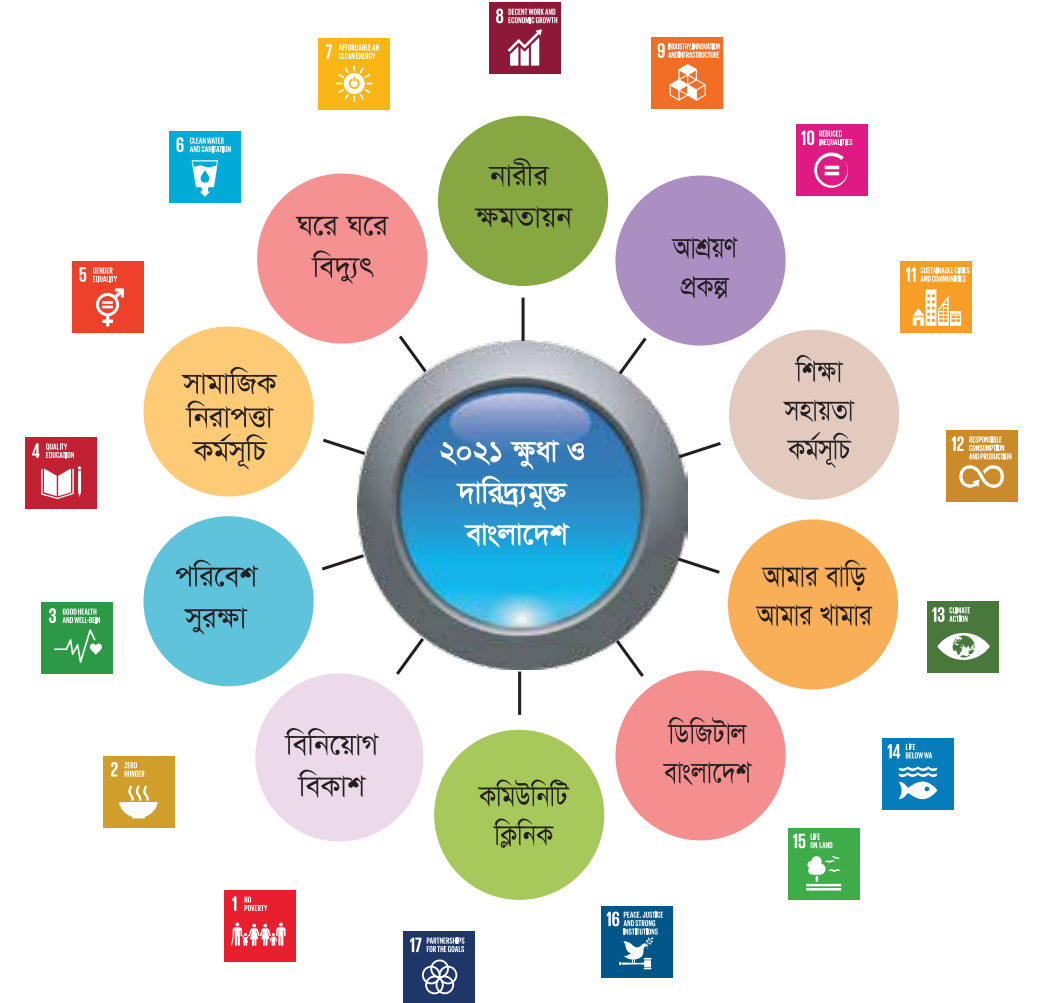 8 DECENT WORK AND
ECONOMIC GROWTH
7 AFFORDABLE AN
CLEAN ENERGY
9 INDUSTRY, INNOVATION
AND INFRASTRUCTURE
6 CLEAN WATER
AND SANITATION
10 REDUCED
INEQUALITIES
5 GENDER
EQUALITY
11 SUSTAINABLE CITIES
AND COMMUNITIES
4 QUALITY
EDUCATION
12 RESPONSIBLE
CONSUMPTION
AND PRODUCTION
3 GOOD HEALTH
AND WELL-BEIN
13 CLIMATE
ACTION
2 ZERO
HUNGER
14 LIFE
BELOW WA
15 LIFE
ON LAND
1 NO
POVERTY
16 PEACE, JUSTICE
AND STRONG
INSTITUTIONS
17 PARTNERSHIPS
FOR THE GOALS
নারীর
ক্ষমতায়ন
আশ্রয়ণ
প্রকল্প
শিক্ষা
সহায়তা
কর্মসূচি
আমার বাড়ি
আমার খামার
ডিজিটাল
বাংলাদেশ
কমিউনিটি
ক্লিনিক
বিনিয়োগ
বিকাশ
পরিবেশ
সুরক্ষা
সামাজিক
নিরাপত্তা
কর্মসূচি
ঘরে ঘরে
বিদ্যুৎ
২০২১ ক্ষুধা ও
দারিদ্র্যমুক্ত
বাংলাদেশ